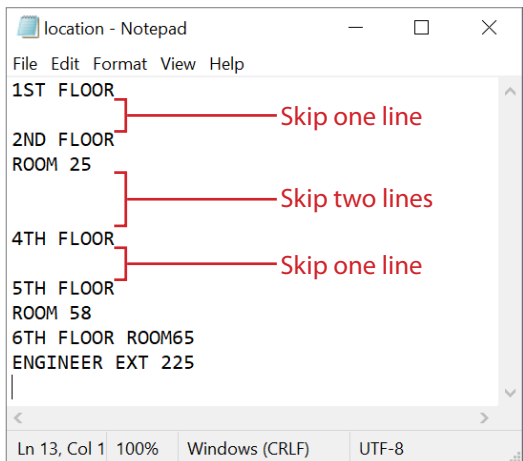 location - Notepad
File Edit Format View Help
1ST FLOOR
Skip one line
2ND FLOOR
ROOM 25
Skip two lines
4TH FLOOR
Skip one line
5TH FLOOR
ROOM 58
6TH FLOOR ROOM65
ENGINEER EXT 225
Ln 13, Col 1 100% Windows (CRLF) UTF-8